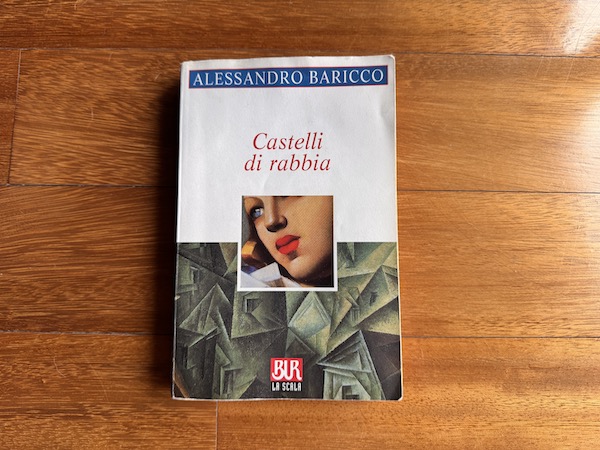 ALESSANDRO BARICCO
Castelli
di rabbia
BUR
LA SCALA